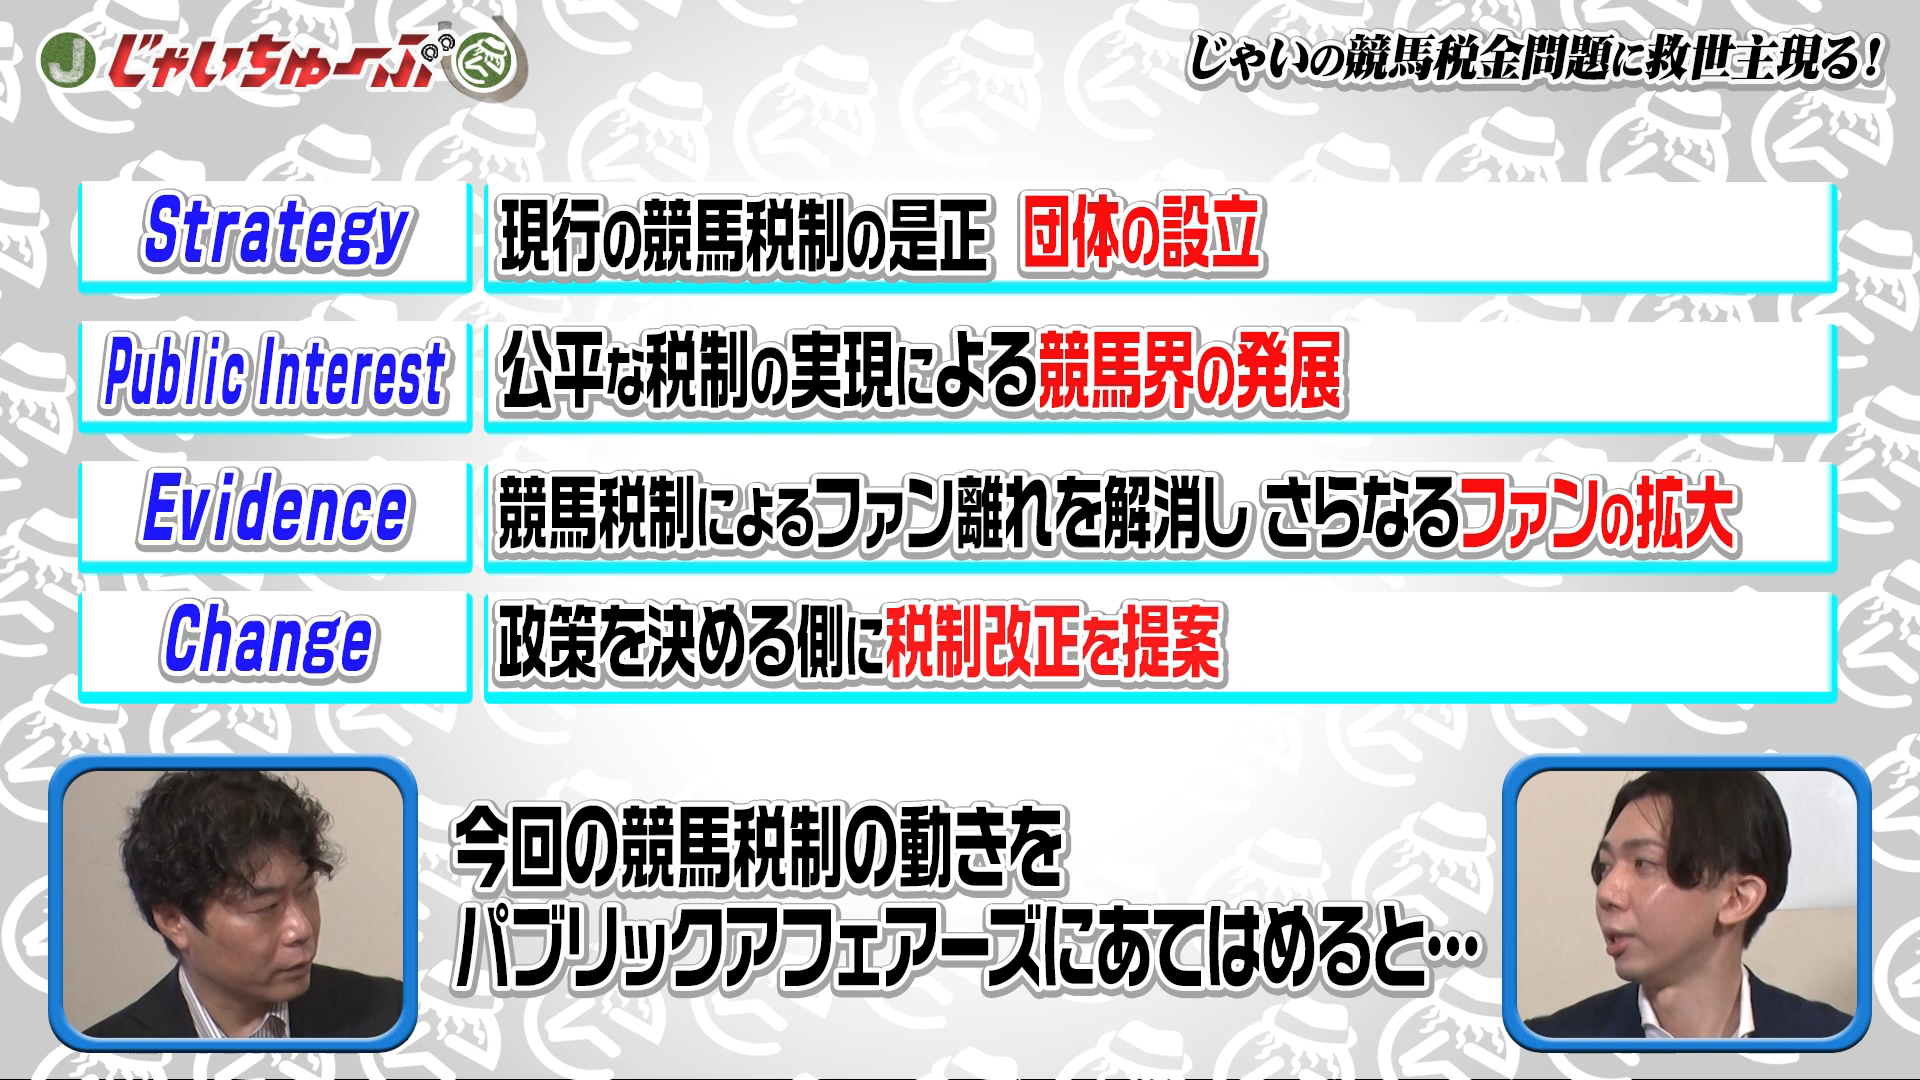 J じゃいちゅーぶ
じゃいの競馬税金問題に救世主現る!
Strategy 現行の競馬税制の是正 団体の設立
Public Interest 公平な税制の実現による競馬界の発展
Evidence 競馬税制によるファン離れを解消し さらなるファンの拡大
Change 政策を決める側に税制改正を提案
今回の競馬税制の動きを
パブリックアフェアーズにあてはめると…